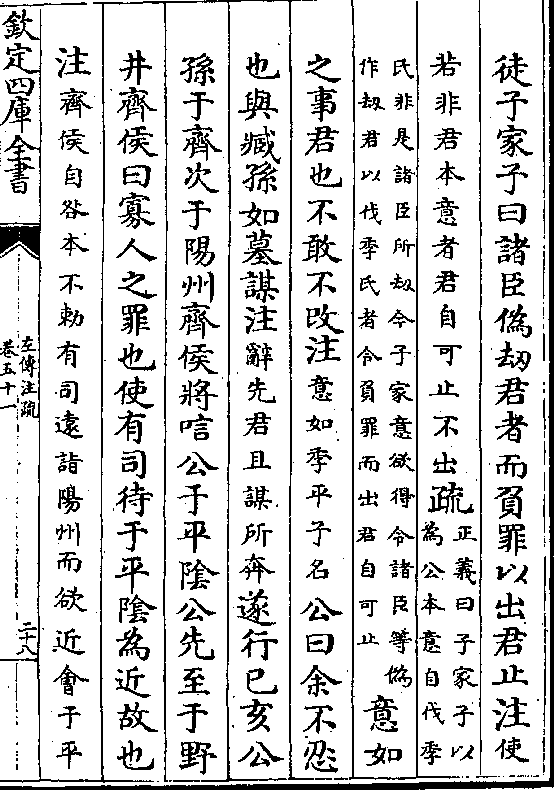 徒子家子曰諸臣偽刼君者而負罪以出君止注使
若非君本意者君自可止不出疏
正義曰子家子以
為公本意自伐季
氏非是諸臣所刼今子家意欲得令諸臣等偽
作刼君以伐季氏者令負罪而出君自可止
意如
之事君也不敢不改注意如季平子名公曰余不忍
也與臧孫如墓謀注辭先君且謀所奔遂行己亥公
孫于齊次于陽州齊侯將唁公于平陰公先至于野
井齊侯曰寡人之罪也使有司待于平陰為近故也
注齊侯自咎本不勅有司遠詣陽州而欲近會于平
欽定四庫全書
左傳注疏
卷五十一
二十八